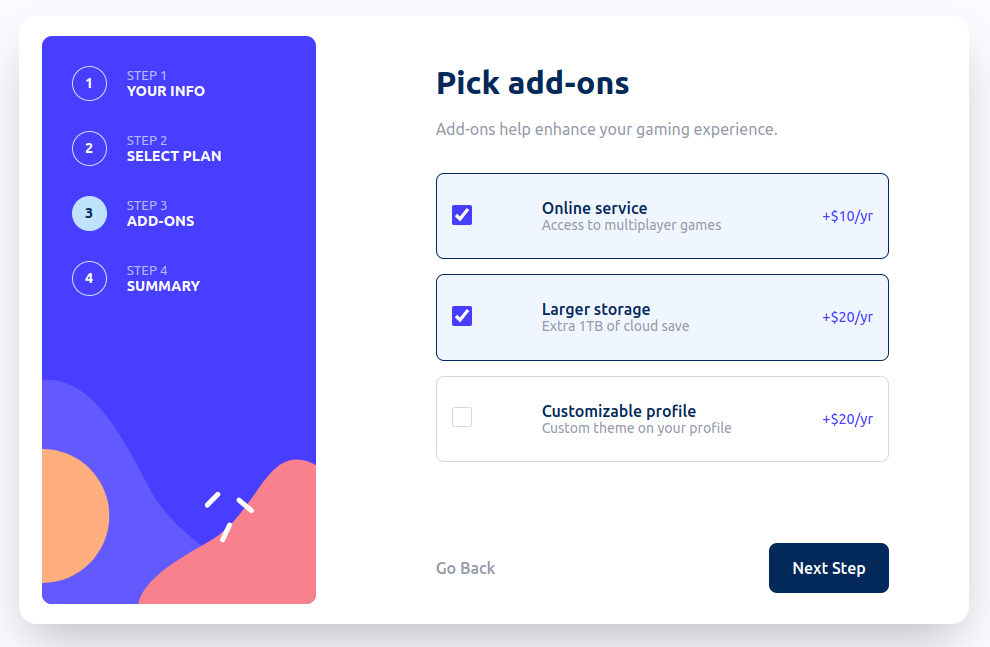 1
STEP 1
YOUR INFO
2
STEP 2
SELECT PLAN
3
STEP 3
ADD-ONS
4
STEP 4
SUMMARY
Pick add-ons
Add-ons help enhance your gaming experience.
Online service
Access to multiplayer games
+$10/yr
Larger storage
Extra 1TB of cloud save
+$20/yr
Customizable profile
Custom theme on your profile
+$20/yr
Go Back
Next Step